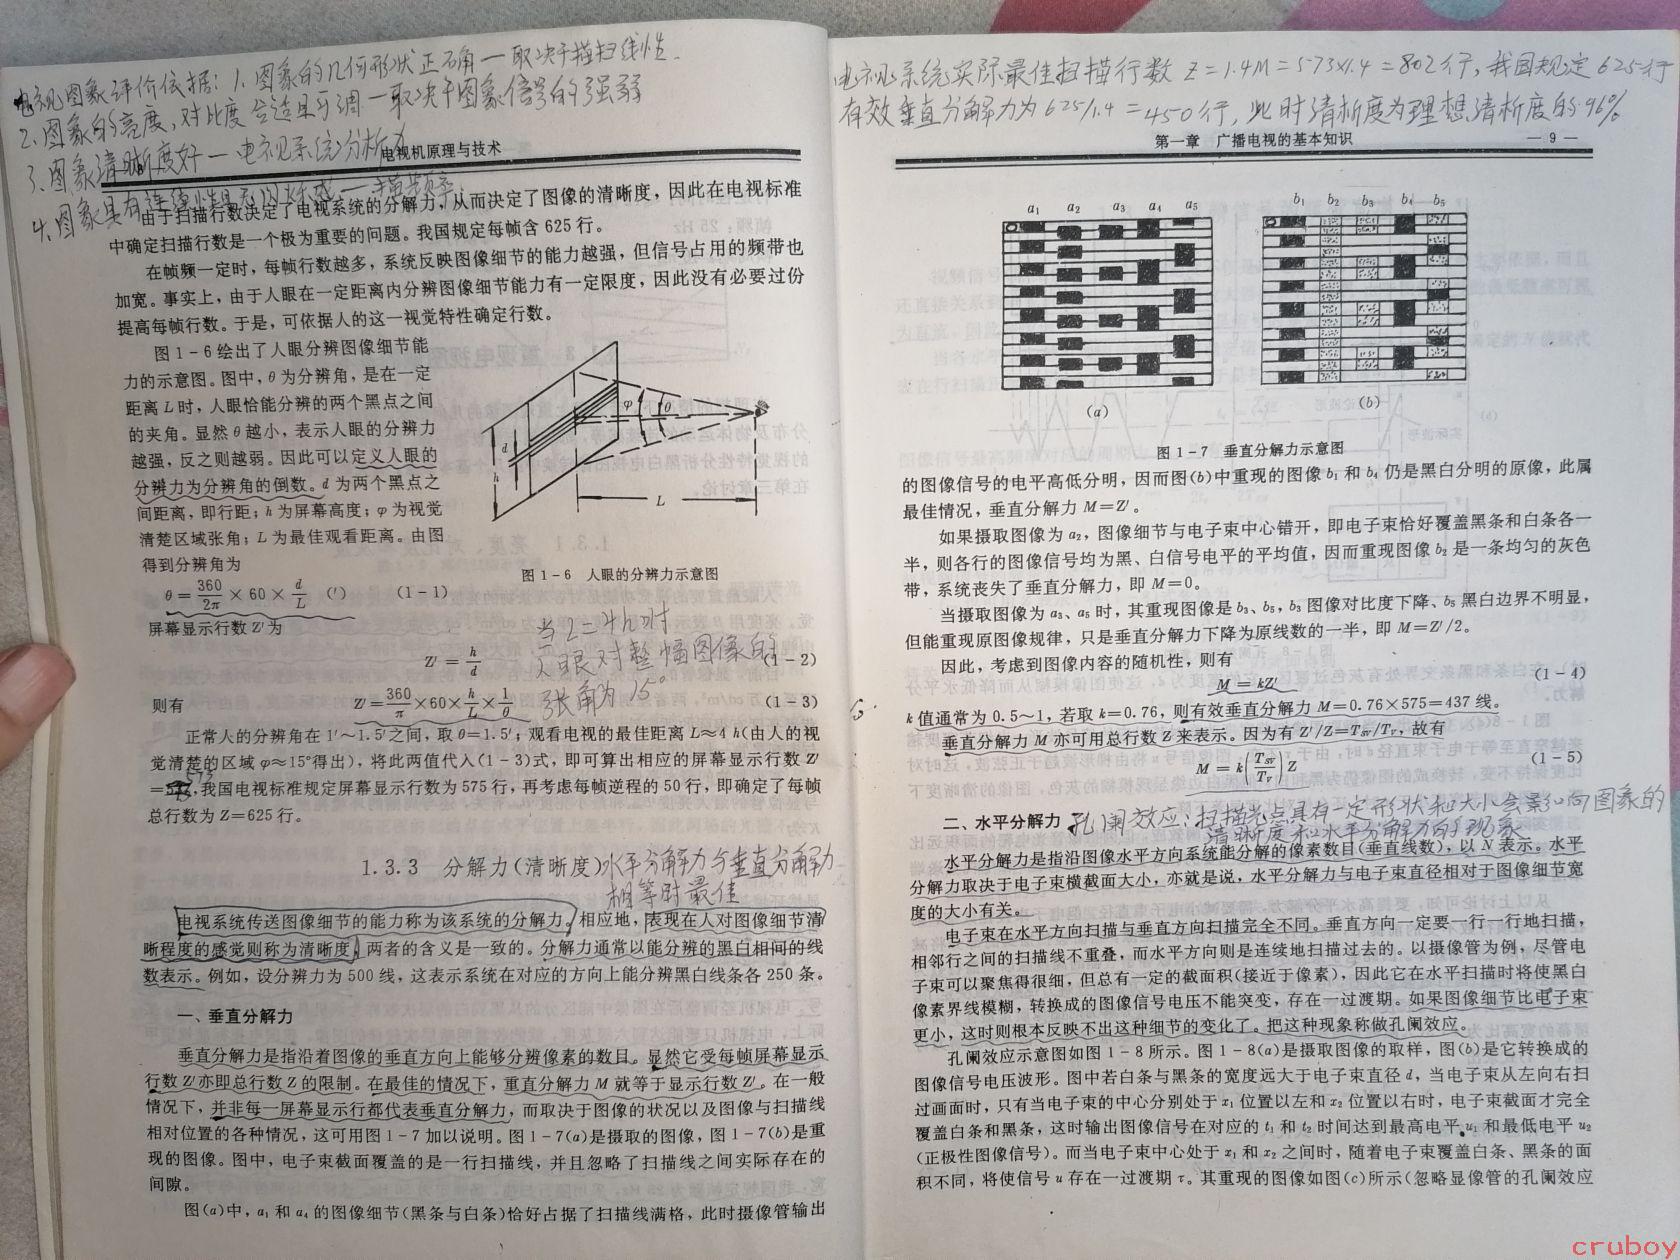 电视图象评价依据：1.图象的几何形状正确一取决于描扫线性.
2.图象的亮度，对比度合适且可调一取决于图象信号的强弱
3.图象清晰度好一电视系统分析力
电视机原理与技术
4.图象具有连续性且无闪烁感一描频率.
由于扫描行数决定了电视系统的分解力，从而决定了图像的清晰度，因此在电视标准
中确定扫描行数是一个极为重要的问题。我国规定每帧含625行。
在帧频一定时，每帧行数越多，系统反映图像细节的能力越强，但信号占用的频带也
加宽。事实上，由于人眼在一定距离内分辨图像细节能力有一定限度，因此没有必要过份
提高每帧行数。于是，可依据人的这一视觉特性确定行数。
图1-6绘出了人眼分辨图像细节能
力的示意图。图中，θ为分辨角，是在一定
距离L时，人眼恰能分辨的两个黑点之间
的夹角。显然θ越小，表示人眼的分辨力
越强，反之则越弱。因此可以定义人眼的
分辨力为分辨角的倒数。d为两个黑点之
间距离，即行距；h为屏幕高度；φ为视觉
清楚区域张角；L为最佳观看距离。由图
得到分辨角为
d
h
φ
θ
L
图1-6 人眼的分辨力示意图
θ = 360/2π × 60 × d/L (′) (1-1)
屏幕显示行数Z′为
Z′ = h/d (1-2)
当L=4h时
人眼对整幅图像的
张角为15°
则有 Z′= 360/π ×60× h/L × 1/θ (1-3)
正常人的分辨角在1′～1.5′之间，取θ=1.5′，观看电视的最佳距离L≈4h(由人的视
觉清楚的区域φ≈15°得出)，将此两值代入(1-3)式，即可算出相应的屏幕显示行数Z′
573
=，我国电视标准规定屏幕显示行数为575行，再考虑每帧逆程的50行，即确定了每帧
总行数为Z=625行。
1.3.3 分解力(清晰度)水平分解力与垂直分解力
相等时最佳
电视系统传送图像细节的能力称为该系统的分解力。相应地，表现在人对图像细节清
晰程度的感觉则称为清晰度，两者的含义是一致的。分解力通常以能分辨的黑白相间的线
数表示。例如，设分辨力为500线，这表示系统在对应的方向上能分辨黑白线条各250条。
一、垂直分解力
垂直分解力是指沿着图像的垂直方向上能够分辨像素的数目。显然它受每帧屏幕显示
行数Z′亦即总行数Z的限制。在最佳的情况下，垂直分解力M就等于显示行数Z′。在一般
情况下，并非每一屏幕显示行都代表垂直分解力，而取决于图像的状况以及图像与扫描线
相对位置的各种情况，这可用图1-7加以说明。图1-7(a)是摄取的图像，图1-7(b)是重
现的图像。图中，电子束截面覆盖的是一行扫描线，并且忽略了扫描线之间实际存在的
间隙。
图(a)中，a₁和a₄的图像细节(黑条与白条)恰好占据了扫描线满格，此时摄像管输出
电视系统实际最佳扫描行数 Z=1.4M=573x1.4=802行，我国规定625行
有效垂直分解力为625/1.4=450行，此时清析度为理想清析度的96%
第一章 广播电视的基本知识 — 9 —
a₁ a₂ a₃ a₄ a₅
b₁ b₂ b₃ b₄ b₅
(a) (b)
图1-7 垂直分解力示意图
的图像信号的电平高低分明，因而图(b)中重现的图像b₁和b₄仍是黑白分明的原像，此属
最佳情况，垂直分解力M=Z′。
如果摄取图像为a₂，图像细节与电子束中心错开，即电子束恰好覆盖黑条和白条各一
半，则各行的图像信号均为黑、白信号电平的平均值，因而重现图像b₂是一条均匀的灰色
带，系统丧失了垂直分解力，即M=0。
当摄取图像为a₃、a₅时，其重现图像是b₃、b₅，b₃图像对比度下降、b₅黑白边界不明显，
但能重现原图像规律，只是垂直分解力下降为原线数的一半，即M=Z′/2。
因此，考虑到图像内容的随机性，则有
M = kZ′ (1-4)
k值通常为0.5～1，若取k=0.76，则有效垂直分解力M=0.76×575=437线。
垂直分解力M亦可用总行数Z来表示。因为有Z′/Z=Tsv/Tv，故有
M = k(Tsv/Tv)Z (1-5)
二、水平分解力 孔阑效应：扫描光点具有一定形状和大小会影响图象的
清晰度和水平分解力的现象
水平分解力是指沿图像水平方向系统能分解的像素数目(垂直线数)，以N表示。水平
分解力取决于电子束横截面大小，亦就是说，水平分解力与电子束直径相对于图像细节宽
度的大小有关。
电子束在水平方向扫描与垂直方向扫描完全不同。垂直方向一定要一行一行地扫描，
相邻行之间的扫描线不重叠，而水平方向则是连续地扫描过去的。以摄像管为例，尽管电
子束可以聚焦得很细，但总有一定的截面积(接近于像素)，因此它在水平扫描时将使黑白
像素界线模糊，转换成的图像信号电压不能突变，存在一过渡期。如果图像细节比电子束
更小，这时则根本反映不出这种细节的变化了。把这种现象称做孔阑效应。
孔阑效应示意图如图1-8所示。图1-8(a)是摄取图像的取样，图(b)是它转换成的
图像信号电压波形。图中若白条与黑条的宽度远大于电子束直径d，当电子束从左向右扫
过画面时，只有当电子束的中心分别处于x₁位置以左和x₂位置以右时，电子束截面才完全
覆盖白条和黑条，这时输出图像信号在对应的t₁和t₂时间达到最高电平u₁和最低电平u₂
(正极性图像信号)。而当电子束中心处于x₁和x₂之间时，随着电子束覆盖白条、黑条的面
积不同，将使信号u存在一过渡期τ。其重现的图像如图(c)所示(忽略显像管的孔阑效应
cruboy